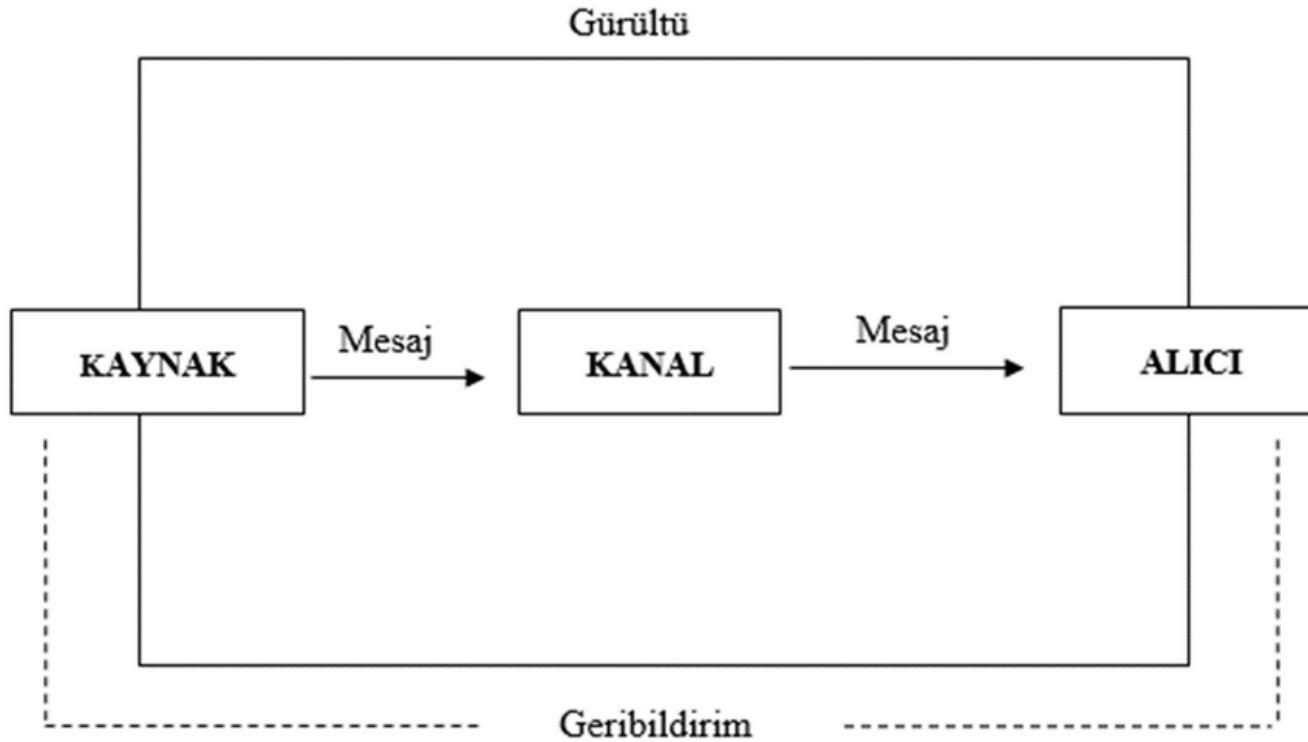 Gürültü
Mesaj
Mesaj
KAYNAK
KANAL
ALICI
Geribildirim